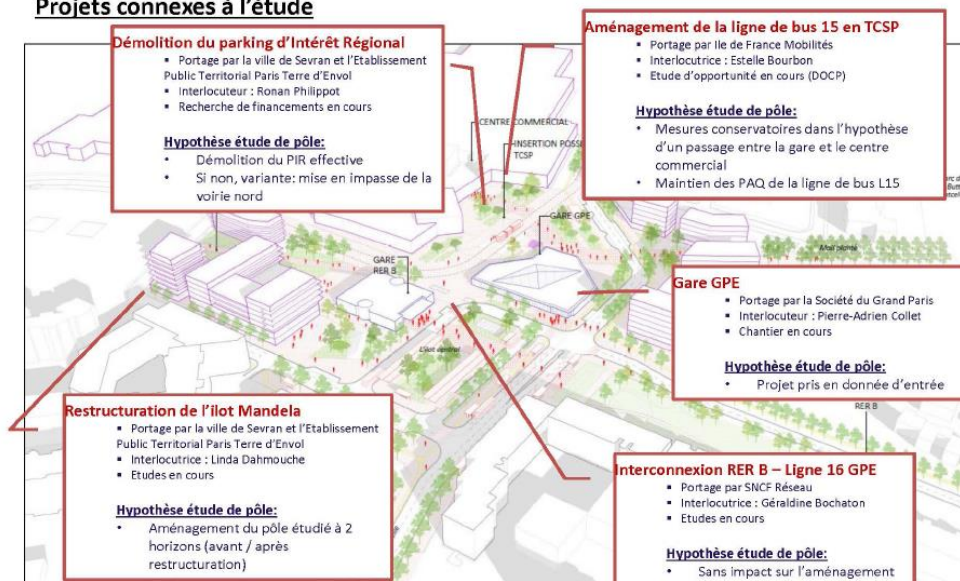 Projets connexes à l'étude
Démolition du parking d'Intérêt Régional
▪ Portage par la ville de Sevran et l'Etablissement
Public Territorial Paris Terre d'Envol
▪ Interlocuteur : Ronan Philippot
▪ Recherche de financements en cours
Hypothèse étude de pôle:
• Démolition du PIR effective
• Si non, variante: mise en impasse de la
voirie nord
Aménagement de la ligne de bus 15 en TCSP
▪ Portage par Ile de France Mobilités
▪ Interlocutrice : Estelle Bourbon
▪ Etude d'opportunité en cours (DOCP)
Hypothèse étude de pôle:
• Mesures conservatoires dans l'hypothèse
d'un passage entre la gare et le centre
commercial
• Maintien des PAQ de la ligne de bus L15
CENTRE COMMERCIAL
INSERTION POSS
TCSP
GARE GPE
GARE
RER B
Mail planté
L'îlot central
Gare GPE
▪ Portage par la Société du Grand Paris
▪ Interlocuteur : Pierre-Adrien Collet
▪ Chantier en cours
Hypothèse étude de pôle:
• Projet pris en donnée d'entrée
RER B
Restructuration de l'ilot Mandela
▪ Portage par la ville de Sevran et l'Etablissement
Public Territorial Paris Terre d'Envol
▪ Interlocutrice : Linda Dahmouche
▪ Etudes en cours
Hypothèse étude de pôle:
• Aménagement du pôle étudié à 2
horizons (avant / après
restructuration)
Interconnexion RER B – Ligne 16 GPE
▪ Portage par SNCF Réseau
▪ Interlocutrice : Géraldine Bochaton
▪ Etudes en cours
Hypothèse étude de pôle:
• Sans impact sur l'aménagement